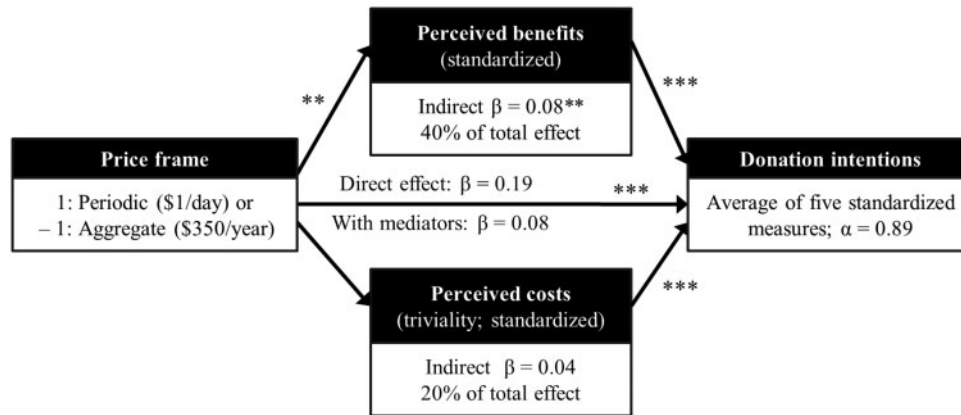 Perceived benefits
(standardized)
Indirect β = 0.08**
40% of total effect
**
***
Price frame
1: Periodic ($1/day) or
– 1: Aggregate ($350/year)
Direct effect: β = 0.19
***
With mediators: β = 0.08
Donation intentions
Average of five standardized
measures; α = 0.89
Perceived costs
(triviality; standardized)
Indirect β = 0.04
20% of total effect
***